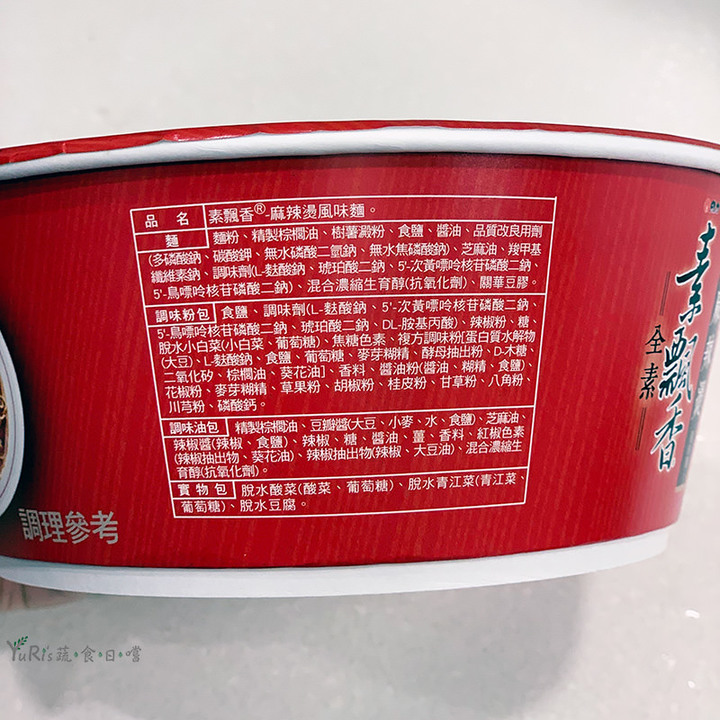 品名 素飄香®-麻辣燙風味麵。
麵 麵粉、精製棕櫚油、樹薯澱粉、食鹽、醬油、品質改良用劑
(多磷酸鈉、碳酸鉀、無水磷酸二氫鈉、無水焦磷酸鈉)、芝麻油、羧甲基
纖維素鈉、調味劑(L-麩酸鈉、琥珀酸二鈉、5'-次黃嘌呤核苷磷酸二鈉、
5'-鳥嘌呤核苷磷酸二鈉)、混合濃縮生育醇(抗氧化劑)、關華豆膠。
調味粉包 食鹽、調味劑(L-麩酸鈉、5'-次黃嘌呤核苷磷酸二鈉、
5'-鳥嘌呤核苷磷酸二鈉、琥珀酸二鈉、DL-胺基丙酸)、辣椒粉、糖、
脫水小白菜(小白菜、葡萄糖)、焦糖色素、複方調味粉[蛋白質水解物
(大豆)、L-麩酸鈉、食鹽、葡萄糖、麥芽糊精、酵母抽出粉、D-木糖、
二氧化矽、棕櫚油、葵花油]、香料、醬油粉(醬油、糊精、食鹽)、
花椒粉、麥芽糊精、草果粉、胡椒粉、桂皮粉、甘草粉、八角粉、
川芎粉、磷酸鈣。
調味油包 精製棕櫚油、豆瓣醬(大豆、小麥、水、食鹽)、芝麻油、
辣椒醬(辣椒、食鹽)、辣椒、糖、醬油、薑、香料、紅椒色素
(辣椒抽出物、葵花油)、辣椒抽出物(辣椒、大豆油)、混合濃縮生
育醇(抗氧化劑)。
實物包 脫水酸菜(酸菜、葡萄糖)、脫水青江菜(青江菜、
葡萄糖)、脫水豆腐。
調理參考
素飄香
全素
YuRi's蔬·食·日·嚐